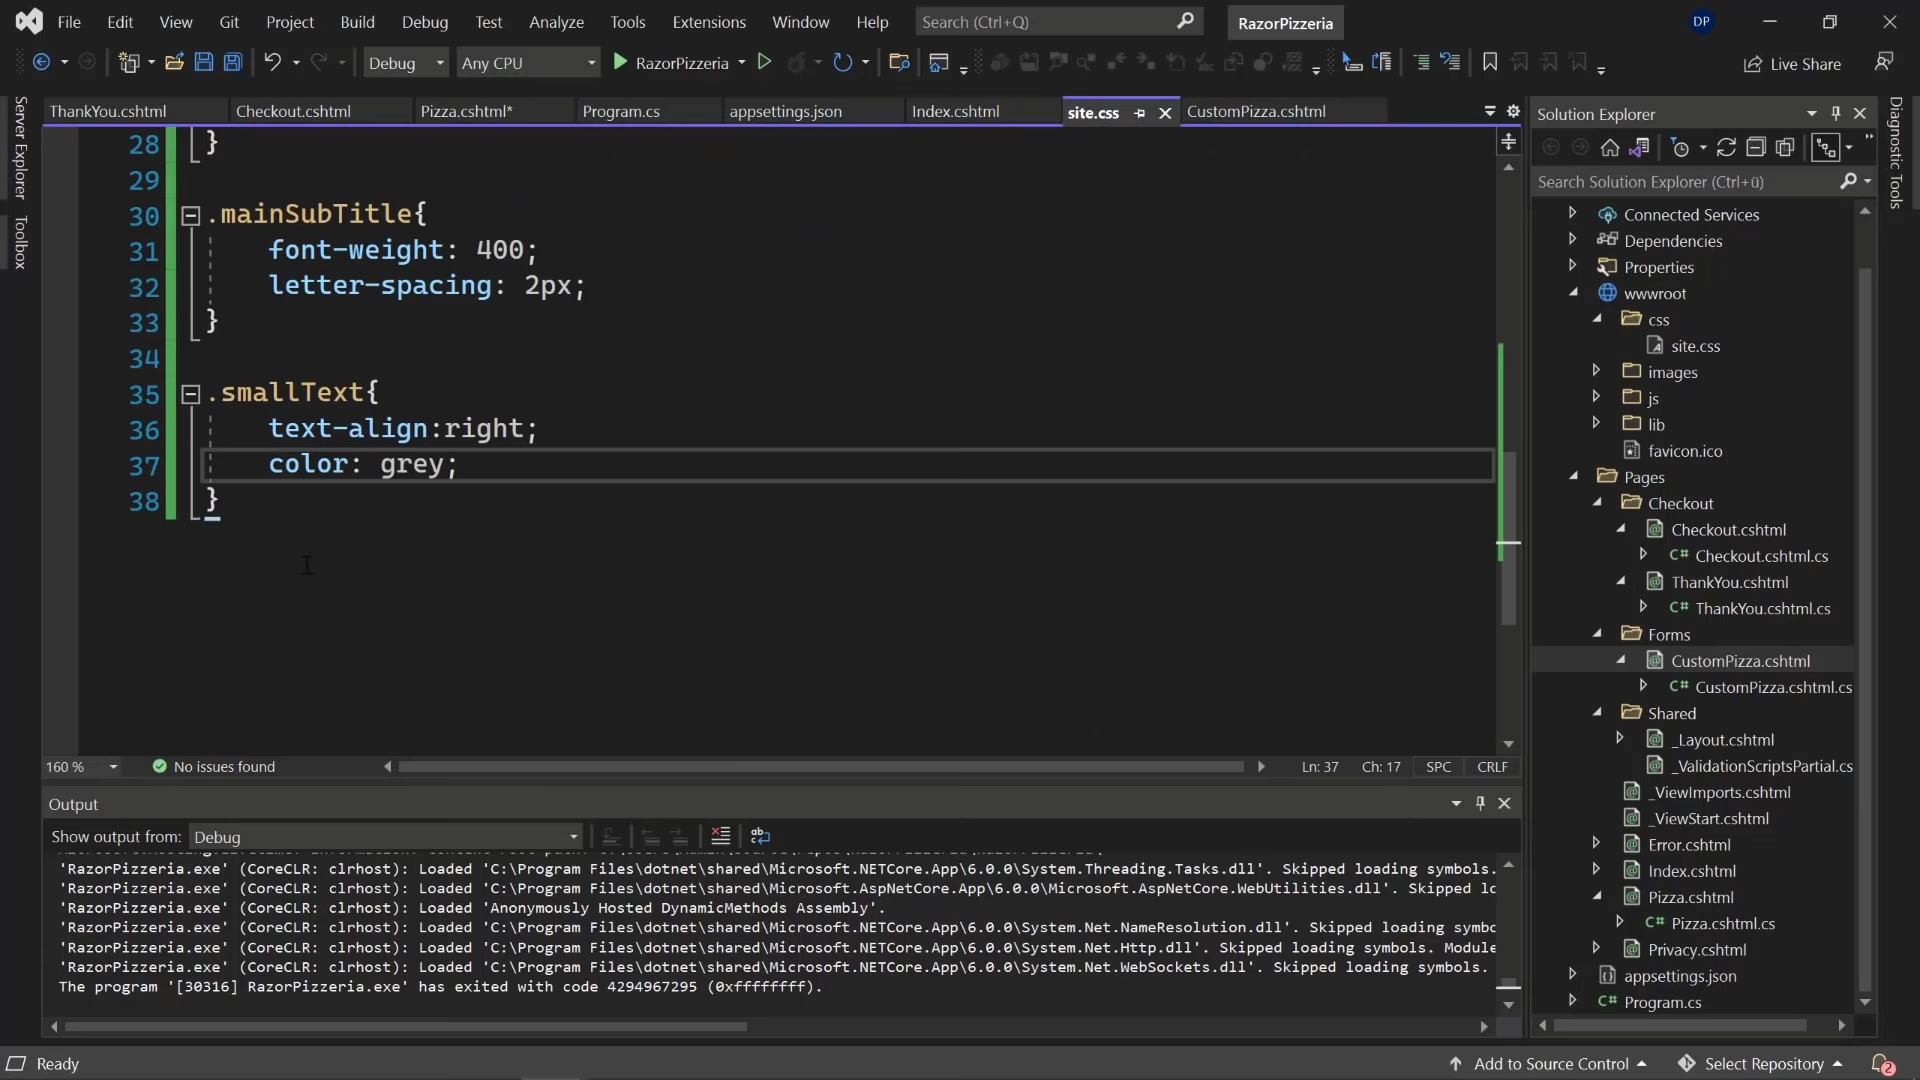 File Edit View Git Project Build Debug Test Analyze Tools Extensions Window Help Search (Ctrl+Q) RazorPizzeria DP
Debug Any CPU RazorPizzeria Live Share
ThankYou.cshtml Checkout.cshtml Pizza.cshtml* Program.cs appsettings.json Index.cshtml site.css CustomPizza.cshtml
28 }
29
30 .mainSubTitle{
31 font-weight: 400;
32 letter-spacing: 2px;
33 }
34
35 .smallText{
36 text-align:right;
37 color: grey;
38 }
160 % No issues found Ln: 37 Ch: 17 SPC CRLF
Output
Show output from: Debug
'RazorPizzeria.exe' (CoreCLR: clrhost): Loaded 'C:\Program Files\dotnet\shared\Microsoft.NETCore.App\6.0.0\System.Threading.Tasks.dll'. Skipped loading symbols.
'RazorPizzeria.exe' (CoreCLR: clrhost): Loaded 'C:\Program Files\dotnet\shared\Microsoft.AspNetCore.App\6.0.0\Microsoft.AspNetCore.WebUtilities.dll'. Skipped lo
'RazorPizzeria.exe' (CoreCLR: clrhost): Loaded 'Anonymously Hosted DynamicMethods Assembly'.
'RazorPizzeria.exe' (CoreCLR: clrhost): Loaded 'C:\Program Files\dotnet\shared\Microsoft.NETCore.App\6.0.0\System.Net.NameResolution.dll'. Skipped loading symbo
'RazorPizzeria.exe' (CoreCLR: clrhost): Loaded 'C:\Program Files\dotnet\shared\Microsoft.NETCore.App\6.0.0\System.Net.Http.dll'. Skipped loading symbols. Module
'RazorPizzeria.exe' (CoreCLR: clrhost): Loaded 'C:\Program Files\dotnet\shared\Microsoft.NETCore.App\6.0.0\System.Net.WebSockets.dll'. Skipped loading symbols.
The program '[30316] RazorPizzeria.exe' has exited with code 4294967295 (0xffffffff).
Server Explorer
Toolbox
Solution Explorer
Search Solution Explorer (Ctrl+ü)
Connected Services
Dependencies
Properties
wwwroot
css
site.css
images
js
lib
favicon.ico
Pages
Checkout
Checkout.cshtml
C# Checkout.cshtml.cs
ThankYou.cshtml
C# ThankYou.cshtml.cs
Forms
CustomPizza.cshtml
C# CustomPizza.cshtml.cs
Shared
_Layout.cshtml
_ValidationScriptsPartial.cs
_ViewImports.cshtml
_ViewStart.cshtml
Error.cshtml
Index.cshtml
Pizza.cshtml
C# Pizza.cshtml.cs
Privacy.cshtml
appsettings.json
C# Program.cs
Diagnostic Tools
Ready Add to Source Control Select Repository 2